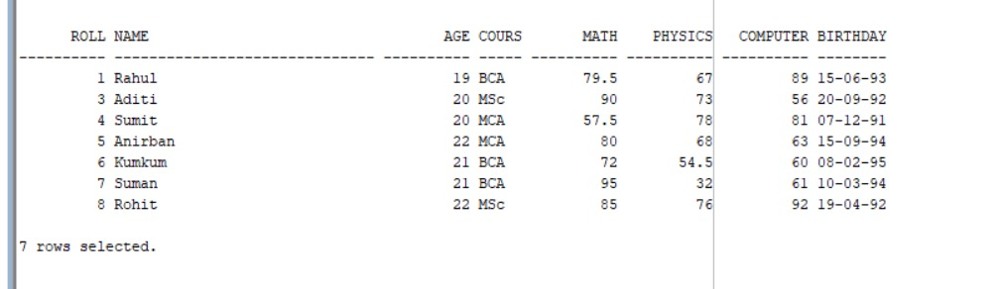 ROLL NAME AGE COURS MATH PHYSICS COMPUTER BIRTHDAY
---------- ------------------------------ ---------- ----- ---------- ---------- ---------- --------
1 Rahul 19 BCA 79.5 67 89 15-06-93
3 Aditi 20 MSc 90 73 56 20-09-92
4 Sumit 20 MCA 57.5 78 81 07-12-91
5 Anirban 22 MCA 80 68 63 15-09-94
6 Kumkum 21 BCA 72 54.5 60 08-02-95
7 Suman 21 BCA 95 32 61 10-03-94
8 Rohit 22 MSc 85 76 92 19-04-92
7 rows selected.